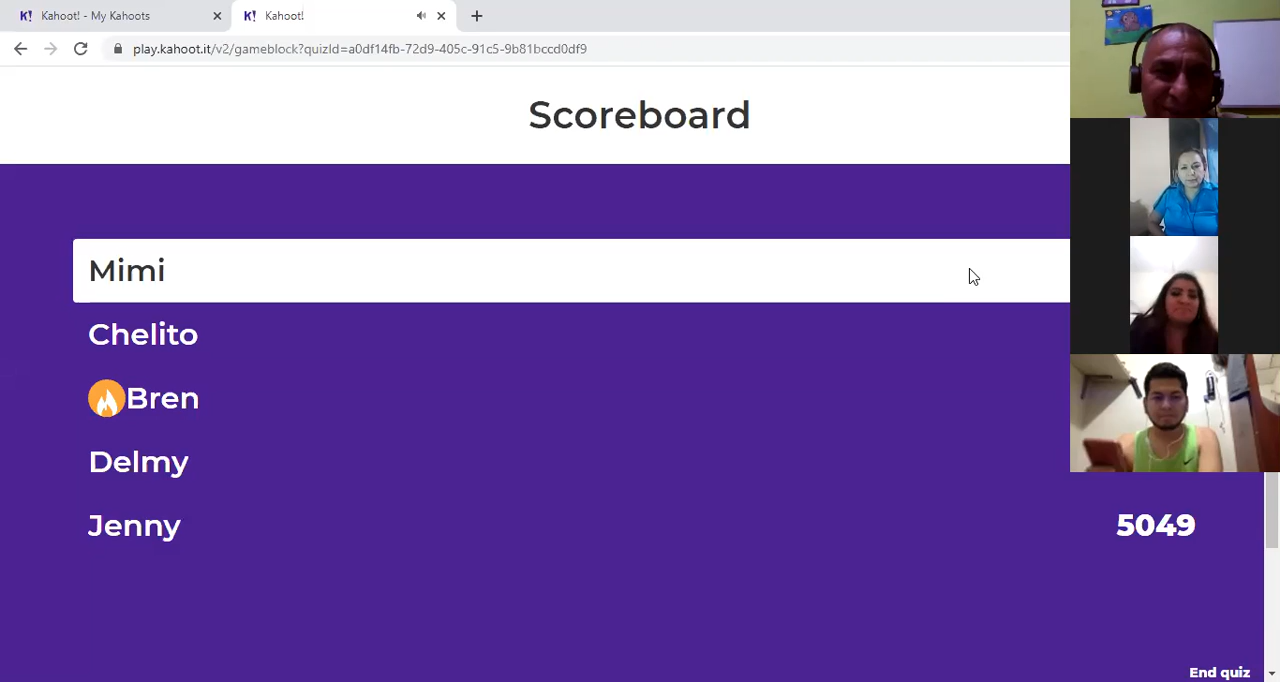 K! Kahoot! - My Kahoots
K! Kahoot!
play.kahoot.it/v2/gameblock?quizId=a0df14fb-72d9-405c-91c5-9b81bccd0df9
Scoreboard
Mimi
Chelito
Bren
Delmy
Jenny 5049
End quiz